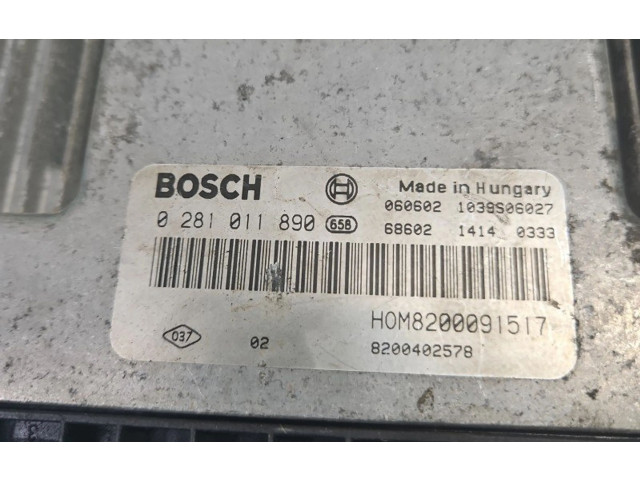 BOSCH
Made in Hungary
060602 1039S06027
0 281 011 890 658
68602 1414 0333
HOM8200091517
037
02
8200402578